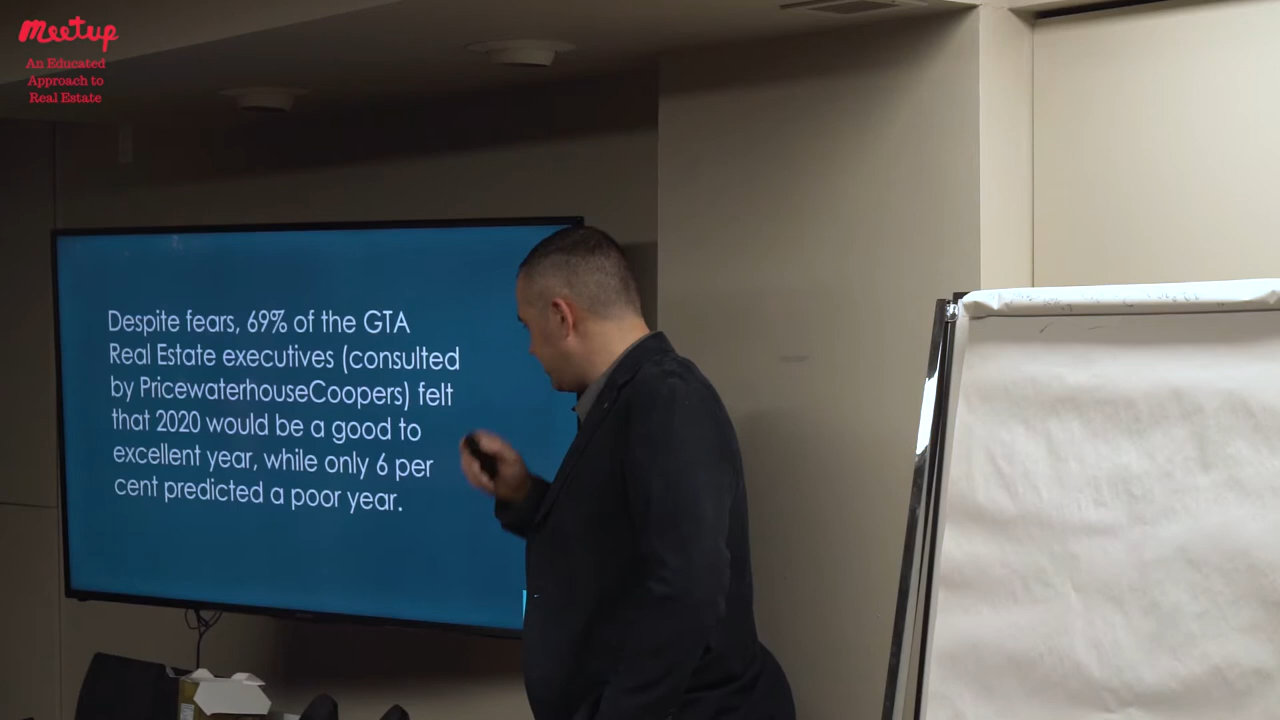 Meetup
An Educated
Approach to
Real Estate
Despite fears, 69% of the GTA
Real Estate executives (consulted
by PricewaterhouseCoopers) felt
that 2020 would be a good to
excellent year, while only 6 per
cent predicted a poor year.